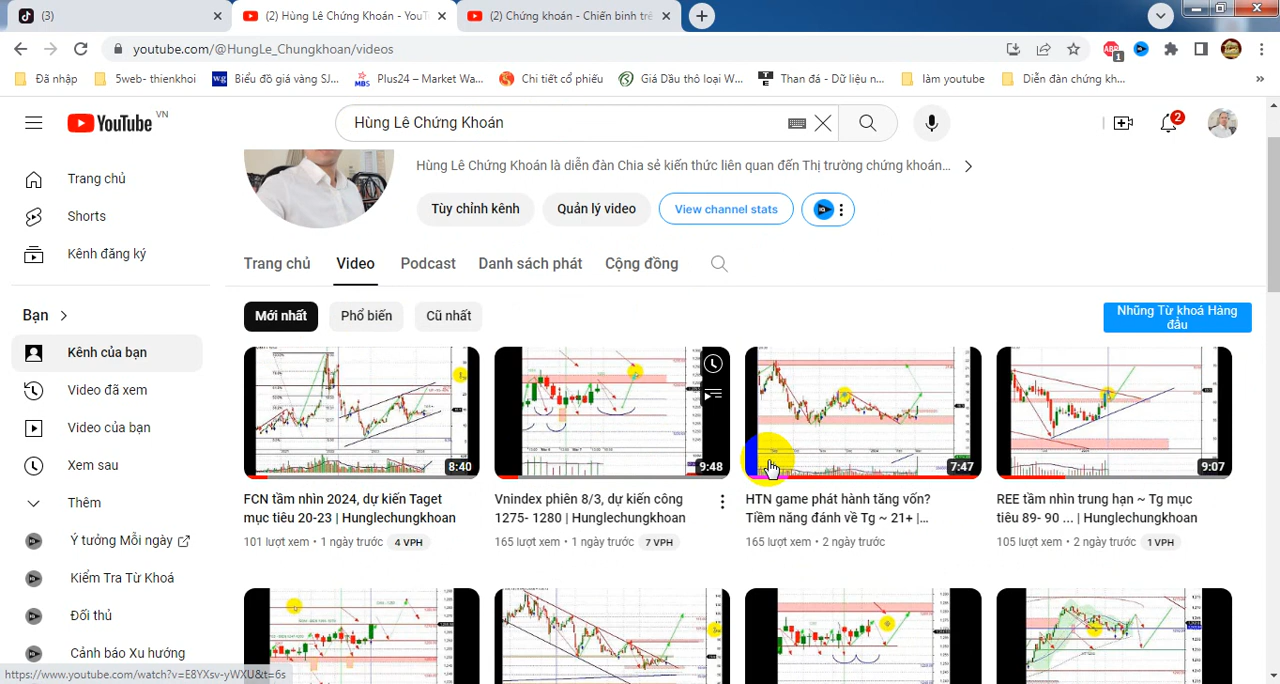 (3)
(2) Hùng Lê Chứng Khoán - YouT
(2) Chứng khoán - Chiến binh trê
youtube.com/@HungLe_Chungkhoan/videos
1
Đã nhập
5web- thienkhoi
Biểu đồ giá vàng SJ...
Plus24 – Market Wa...
Chi tiết cổ phiếu
Giá Dầu thô loại W...
Than đá - Dữ liệu n...
làm youtube
Diễn đàn chứng kh...
»
YouTube VN
Hùng Lê Chứng Khoán
2
Hùng Lê Chứng Khoán là diễn đàn Chia sẻ kiến thức liên quan đến Thị trường chứng khoán...
Trang chủ
Shorts
Kênh đăng ký
Tùy chỉnh kênh
Quản lý video
View channel stats
Trang chủ
Video
Podcast
Danh sách phát
Cộng đồng
Bạn
Kênh của bạn
Video đã xem
Video của bạn
Xem sau
Thêm
Ý tưởng Mỗi ngày
Kiểm Tra Từ Khoá
Đối thủ
Cảnh báo Xu hướng
Mới nhất
Phổ biến
Cũ nhất
Những Từ khoá Hàng
đầu
8:40
9:48
7:47
9:07
FCN tầm nhìn 2024, dự kiến Taget
mục tiêu 20-23 | Hunglechungkhoan
101 lượt xem • 1 ngày trước 4 VPH
Vnindex phiên 8/3, dự kiến công
1275- 1280 | Hunglechungkhoan
165 lượt xem • 1 ngày trước 7 VPH
HTN game phát hành tăng vốn?
Tiềm năng đánh về Tg ~ 21+ |...
165 lượt xem • 2 ngày trước
REE tầm nhìn trung hạn ~ Tg mục
tiêu 89- 90 ... | Hunglechungkhoan
105 lượt xem • 2 ngày trước 1 VPH